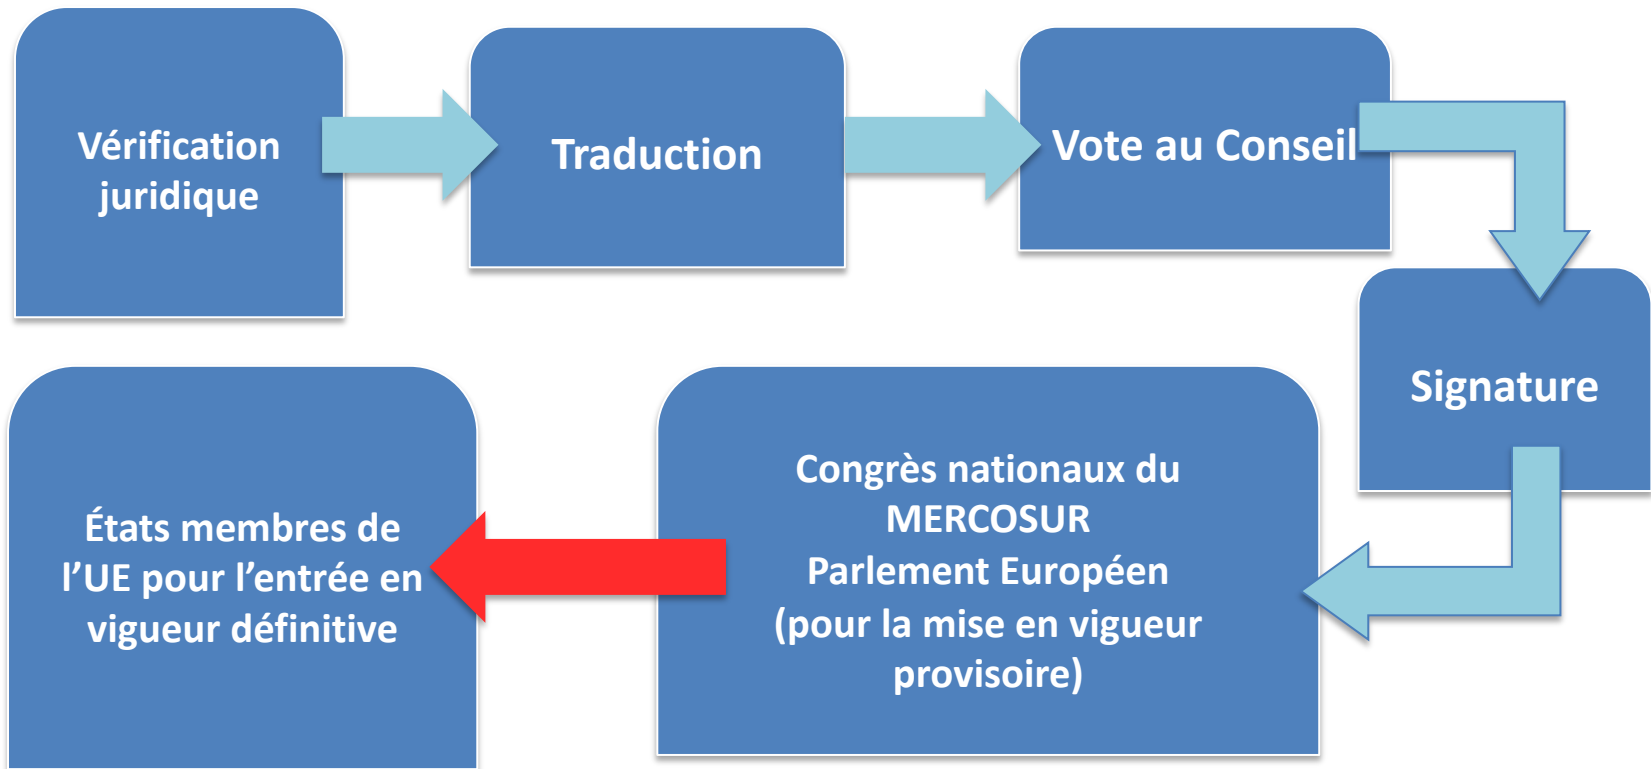 Vérification
juridique
Traduction
Vote au Conseil
Signature
Congrès nationaux du
MERCOSUR
Parlement Européen
(pour la mise en vigueur
provisoire)
États membres de
l’UE pour l’entrée en
vigueur définitive